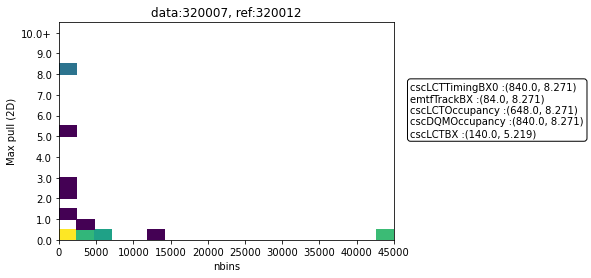 data:320007, ref:320012
10.0+
9.0
8.0
7.0
6.0
5.0
4.0
3.0
2.0
1.0
0.0
Max pull (2D)
0 5000 10000 15000 20000 25000 30000 35000 40000 45000
nbins
cscLCTTimingBX0 :(840.0, 8.271)
emtfTrackBX :(84.0, 8.271)
cscLCTOccupancy :(648.0, 8.271)
cscDQMOccupancy :(840.0, 8.271)
cscLCTBX :(140.0, 5.219)